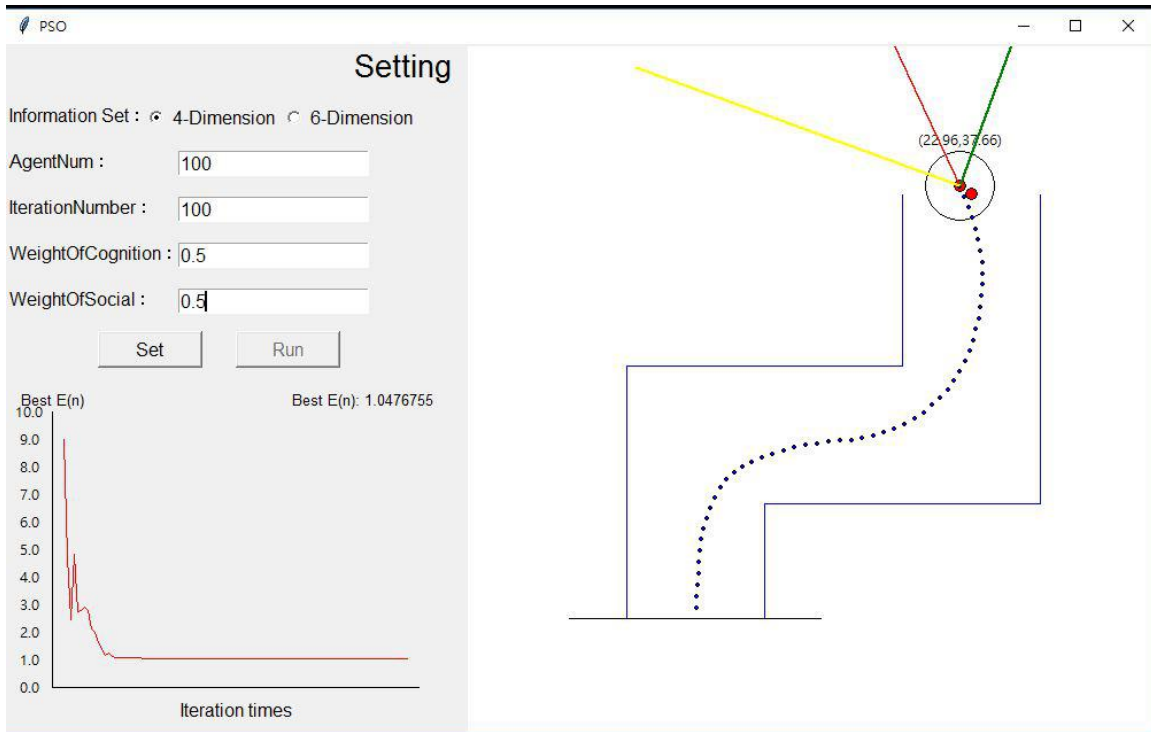 PSO
Setting
Information Set : 4-Dimension 6-Dimension
AgentNum : 100
IterationNumber : 100
WeightOfCognition : 0.5
WeightOfSocial : 0.5
Set Run
Best E(n) Best E(n): 1.0476755
10.0
9.0
8.0
7.0
6.0
5.0
4.0
3.0
2.0
1.0
0.0
Iteration times
(22.96,37.66)